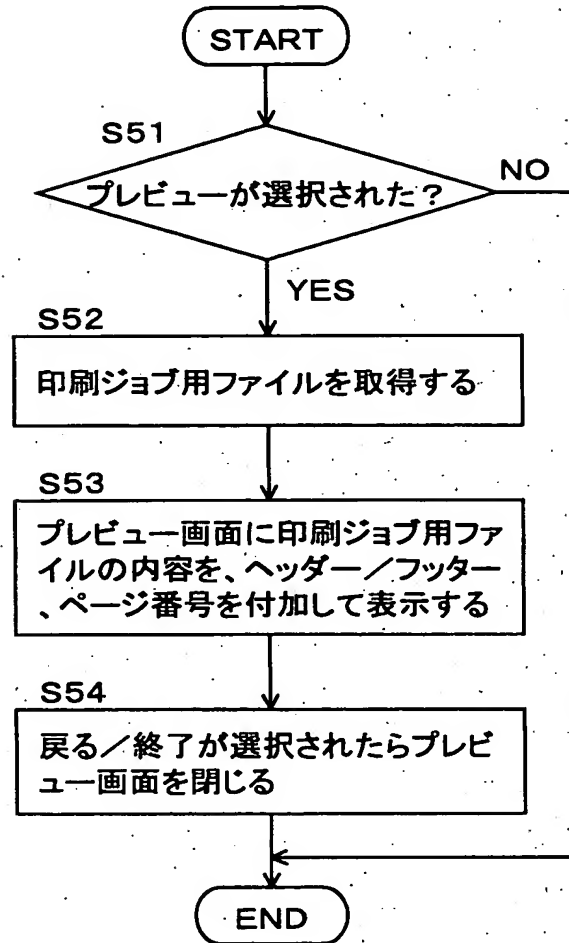 START
S51
プレビューが選択された？
NO
YES
S52
印刷ジョブ用ファイルを取得する
S53
プレビュー画面に印刷ジョブ用ファ
イルの内容を、ヘッダー／フッター
、ページ番号を付加して表示する
S54
戻る／終了が選択されたらプレビ
ュー画面を閉じる
END